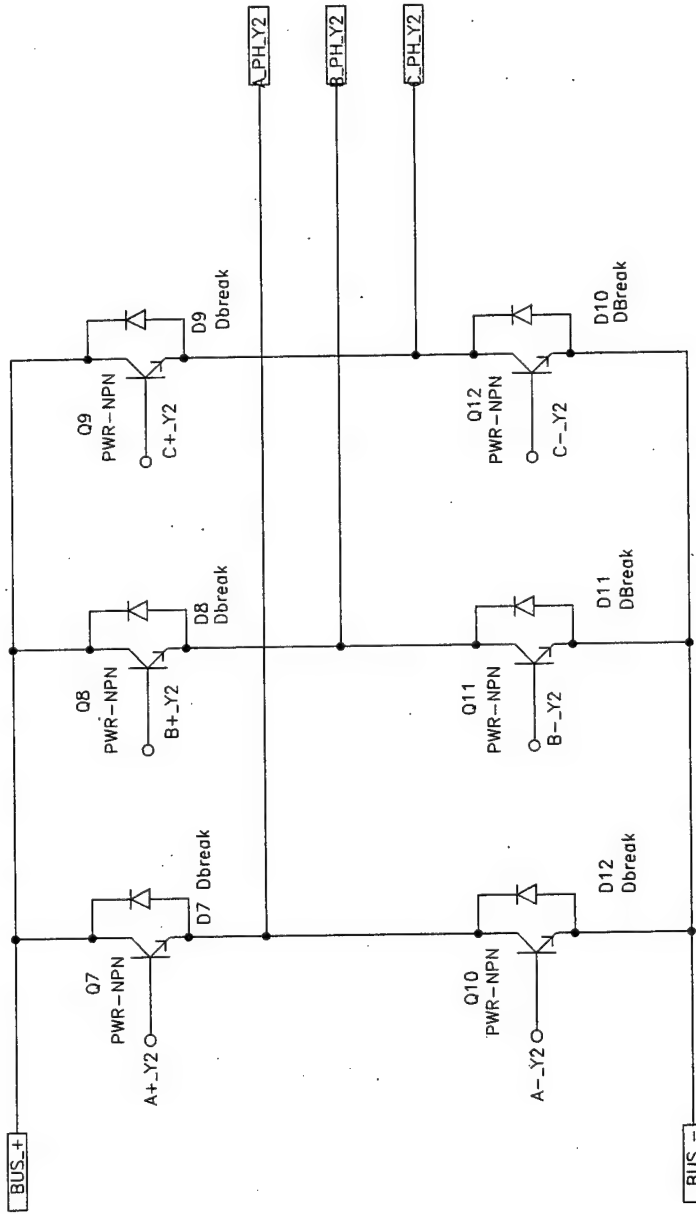 BUS_+
A_PH_Y2
B_PH_Y2
C_PH_Y2
Q7
PWR-NPN
A+_Y2
D7
Dbreak
Q8
PWR-NPN
B+_Y2
D8
Dbreak
Q9
PWR-NPN
C+_Y2
D9
Dbreak
Q10
PWR-NPN
A-_Y2
D12
Dbreak
Q11
PWR-NPN
B-_Y2
D11
DBreak
Q12
PWR-NPN
C-_Y2
D10
DBreak
BUS_-